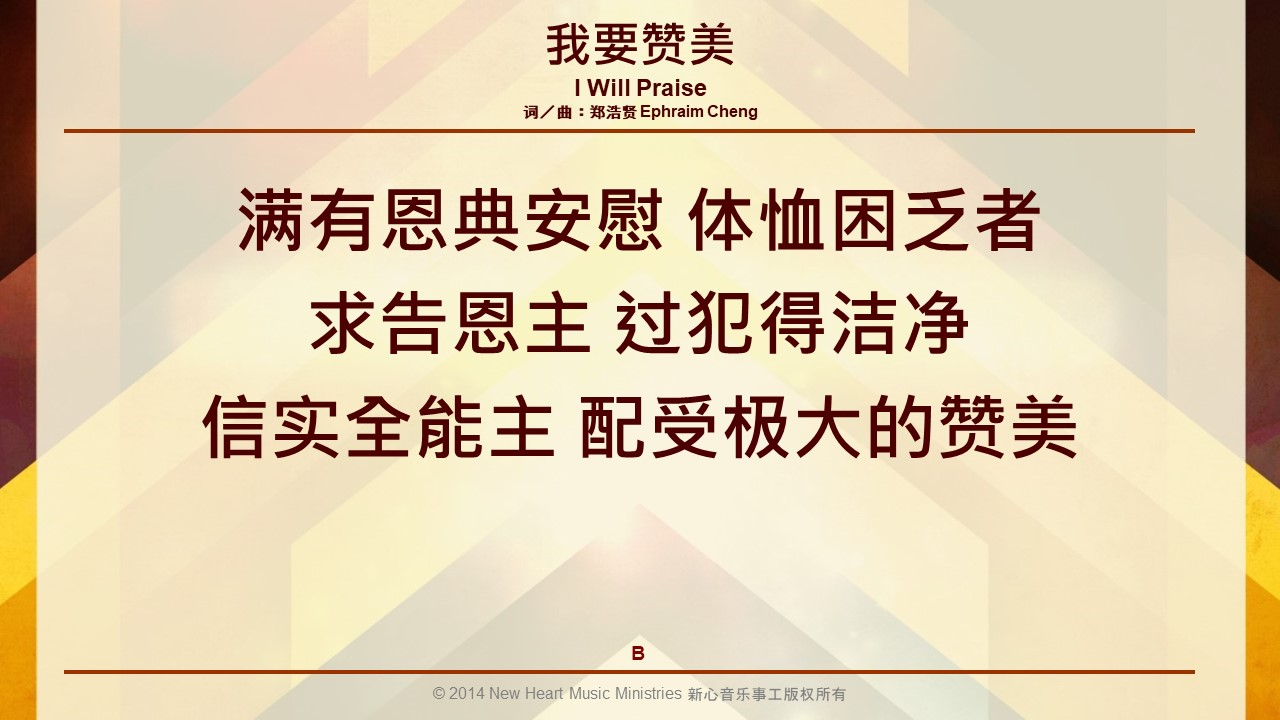 我要赞美
I Will Praise
词／曲：郑浩贤 Ephraim Cheng
满有恩典安慰 体恤困乏者
求告恩主 过犯得洁净
信实全能主 配受极大的赞美
B
© 2014 New Heart Music Ministries 新心音乐事工版权所有